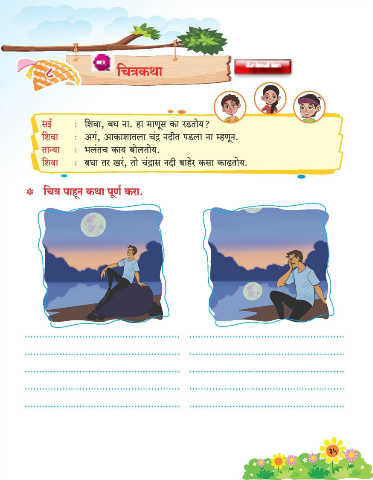 ८
चित्रकथा
सई : शिवा, बघ ना. हा माणूस का रडतोय?
शिवा : अगं, आकाशातला चंद्र नदीत पडला ना म्हणून.
तान्या : भलतंच काय बोलतोय.
शिवा : बघा तर खरं, तो चंद्रास नदी बाहेर कसा काढतोय.
❉ चित्र पाहून कथा पूर्ण करा.
३५